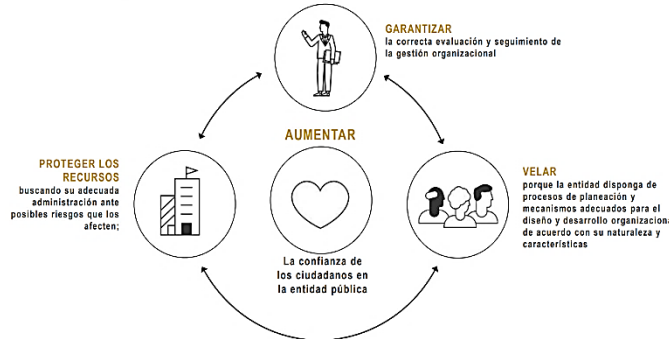 GARANTIZAR
la correcta evaluación y seguimiento de
la gestión organizacional
AUMENTAR
La confianza de
los ciudadanos en
la entidad pública
PROTEGER LOS
RECURSOS
buscando su adecuada
administración ante
posibles riesgos que los
afecten;
VELAR
porque la entidad disponga de
procesos de planeación y
mecanismos adecuados para el
diseño y desarrollo organizaciona
de acuerdo con su naturaleza y
características